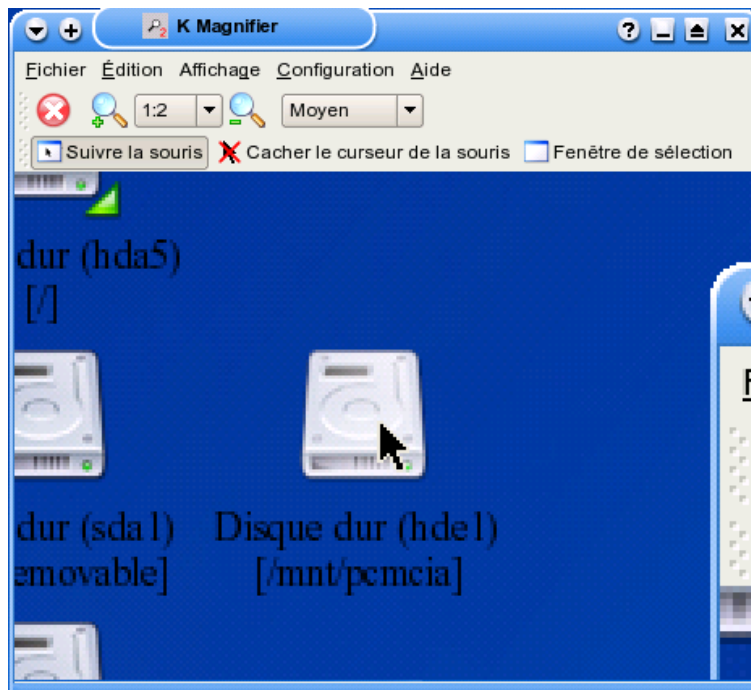 K Magnifier
Fichier Édition Affichage Configuration Aide
1:2 Moyen
Suivre la souris Cacher le curseur de la souris Fenêtre de sélection
dur (hda5)
[/]
dur (sda1)
emovable]
Disque dur (hde1)
[/mnt/pcmcia]
F